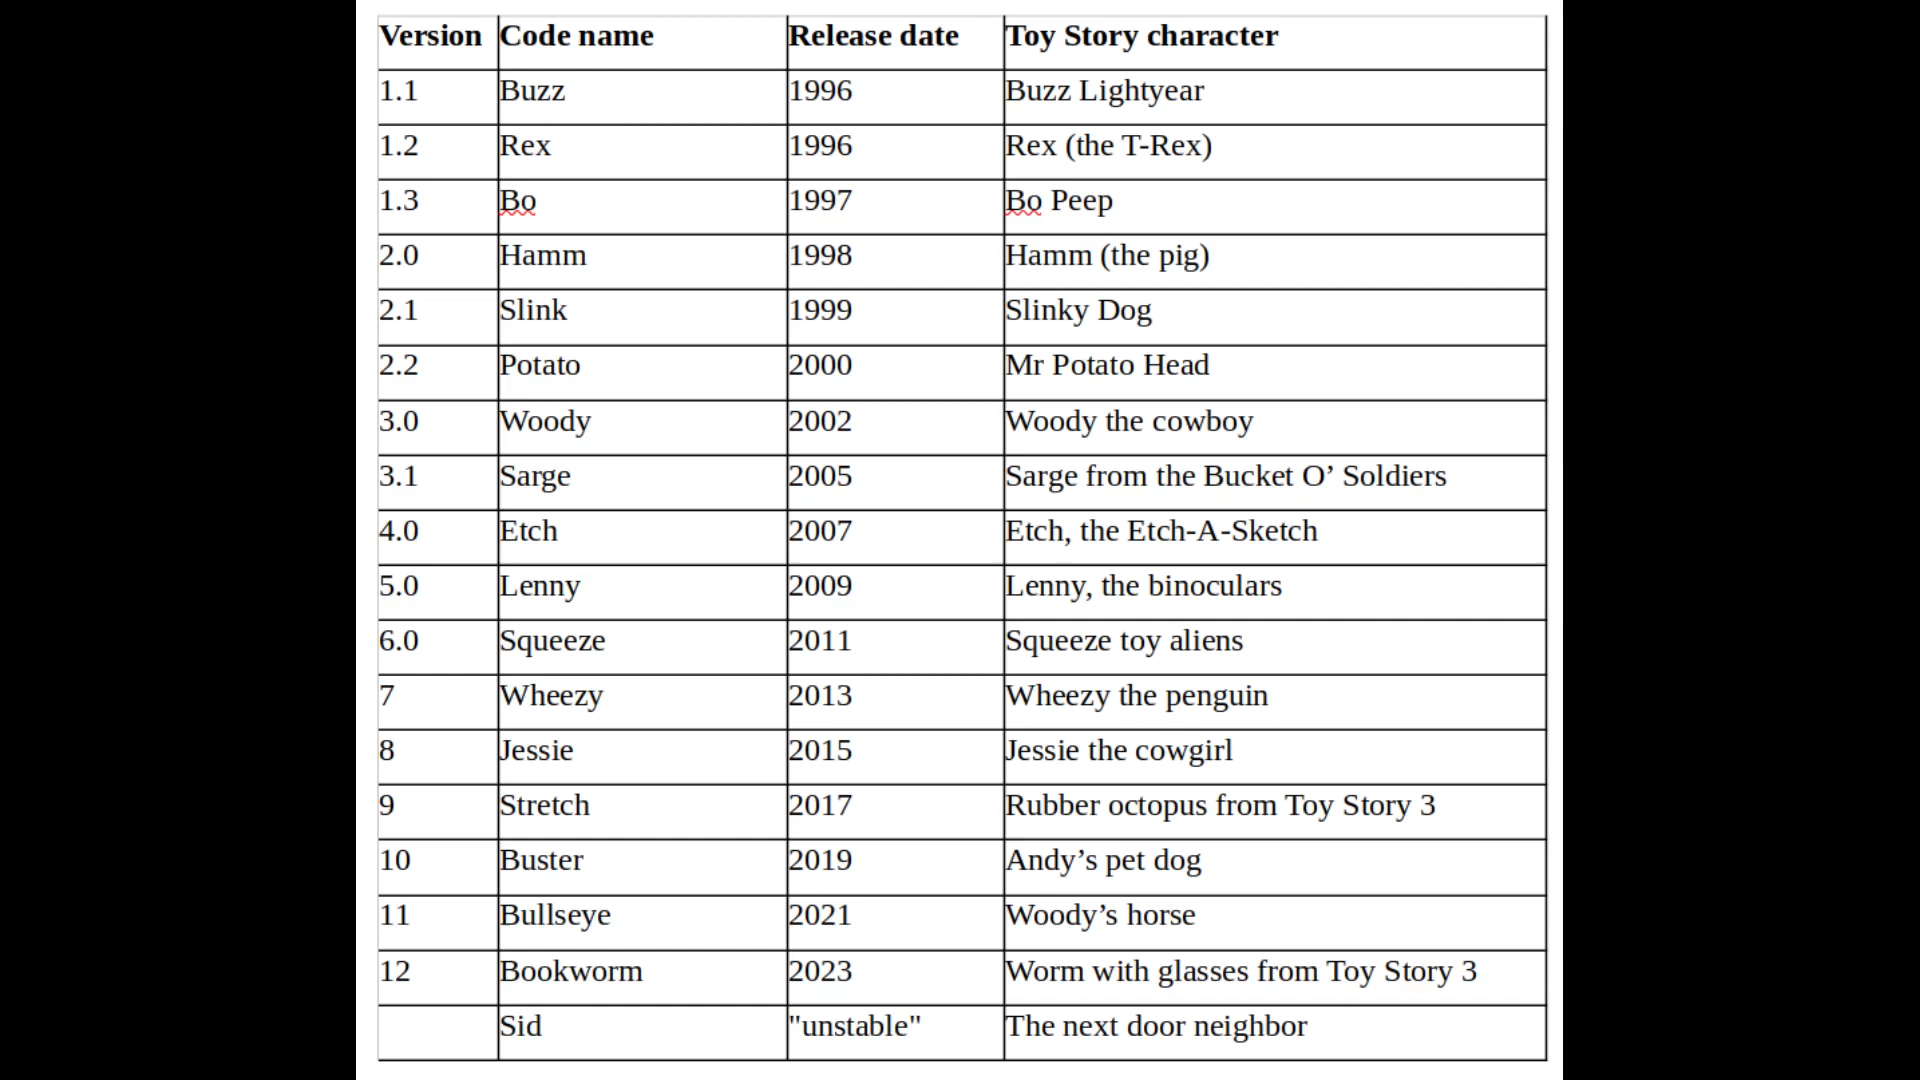 Version Code name Release date Toy Story character
1.1 Buzz 1996 Buzz Lightyear
1.2 Rex 1996 Rex (the T-Rex)
1.3 Bo 1997 Bo Peep
2.0 Hamm 1998 Hamm (the pig)
2.1 Slink 1999 Slinky Dog
2.2 Potato 2000 Mr Potato Head
3.0 Woody 2002 Woody the cowboy
3.1 Sarge 2005 Sarge from the Bucket O’ Soldiers
4.0 Etch 2007 Etch, the Etch-A-Sketch
5.0 Lenny 2009 Lenny, the binoculars
6.0 Squeeze 2011 Squeeze toy aliens
7 Wheezy 2013 Wheezy the penguin
8 Jessie 2015 Jessie the cowgirl
9 Stretch 2017 Rubber octopus from Toy Story 3
10 Buster 2019 Andy’s pet dog
11 Bullseye 2021 Woody’s horse
12 Bookworm 2023 Worm with glasses from Toy Story 3
Sid "unstable" The next door neighbor